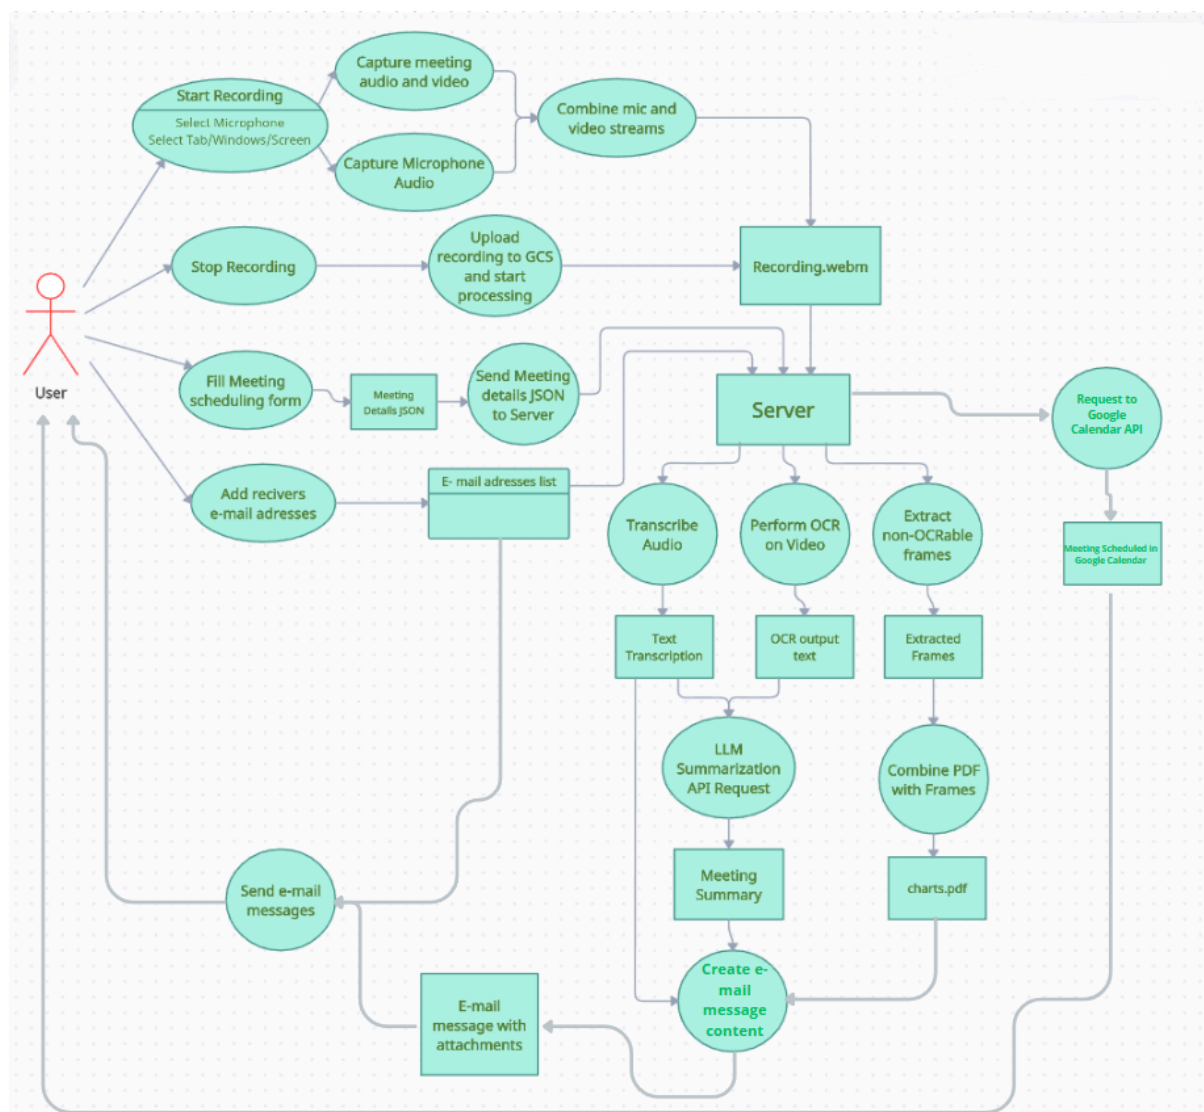 Capture meeting
audio and video
Start Recording
Select Microphone
Select Tab/Windows/Screen
Combine mic and
video streams
Capture Microphone
Audio
Stop Recording
Upload
recording to GCS
and start
processing
Recording.webm
User
Fill Meeting
scheduling form
Meeting
Details JSON
Send Meeting
details JSON
to Server
Server
Request to
Google
Calendar API
Add recivers
e-mail adresses
E- mail adresses list
Transcribe
Audio
Perform OCR
on Video
Extract
non-OCRable
frames
Meeting Scheduled in
Google Calendar
Text
Transcription
OCR output
text
Extracted
Frames
LLM
Summarization
API Request
Combine PDF
with Frames
Meeting
Summary
charts.pdf
Send e-mail
messages
Create e-
mail
message
content
E-mail
message with
attachments